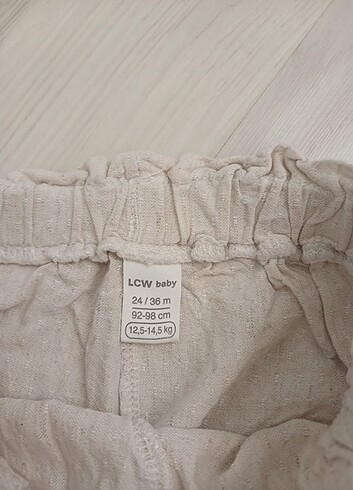 LCW baby
24 / 36 m
92-98 cm
12,5-14,5 kg